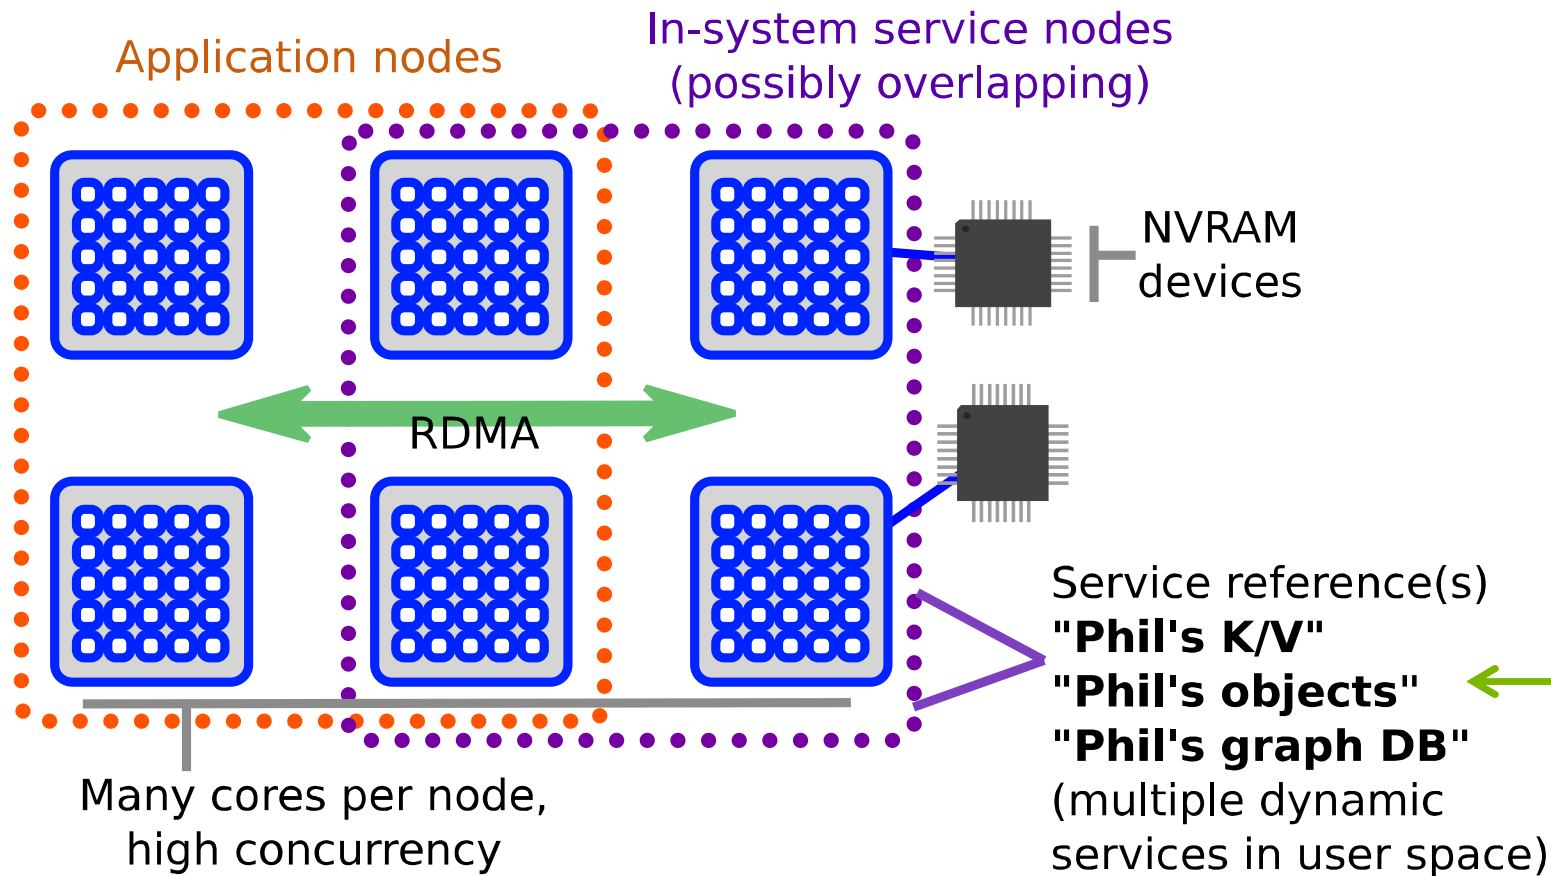 Application nodes
In-system service nodes
(possibly overlapping)
NVRAM
devices
RDMA
Service reference(s)
"Phil's K/V"
"Phil's objects"
"Phil's graph DB"
(multiple dynamic
services in user space)
Many cores per node,
high concurrency